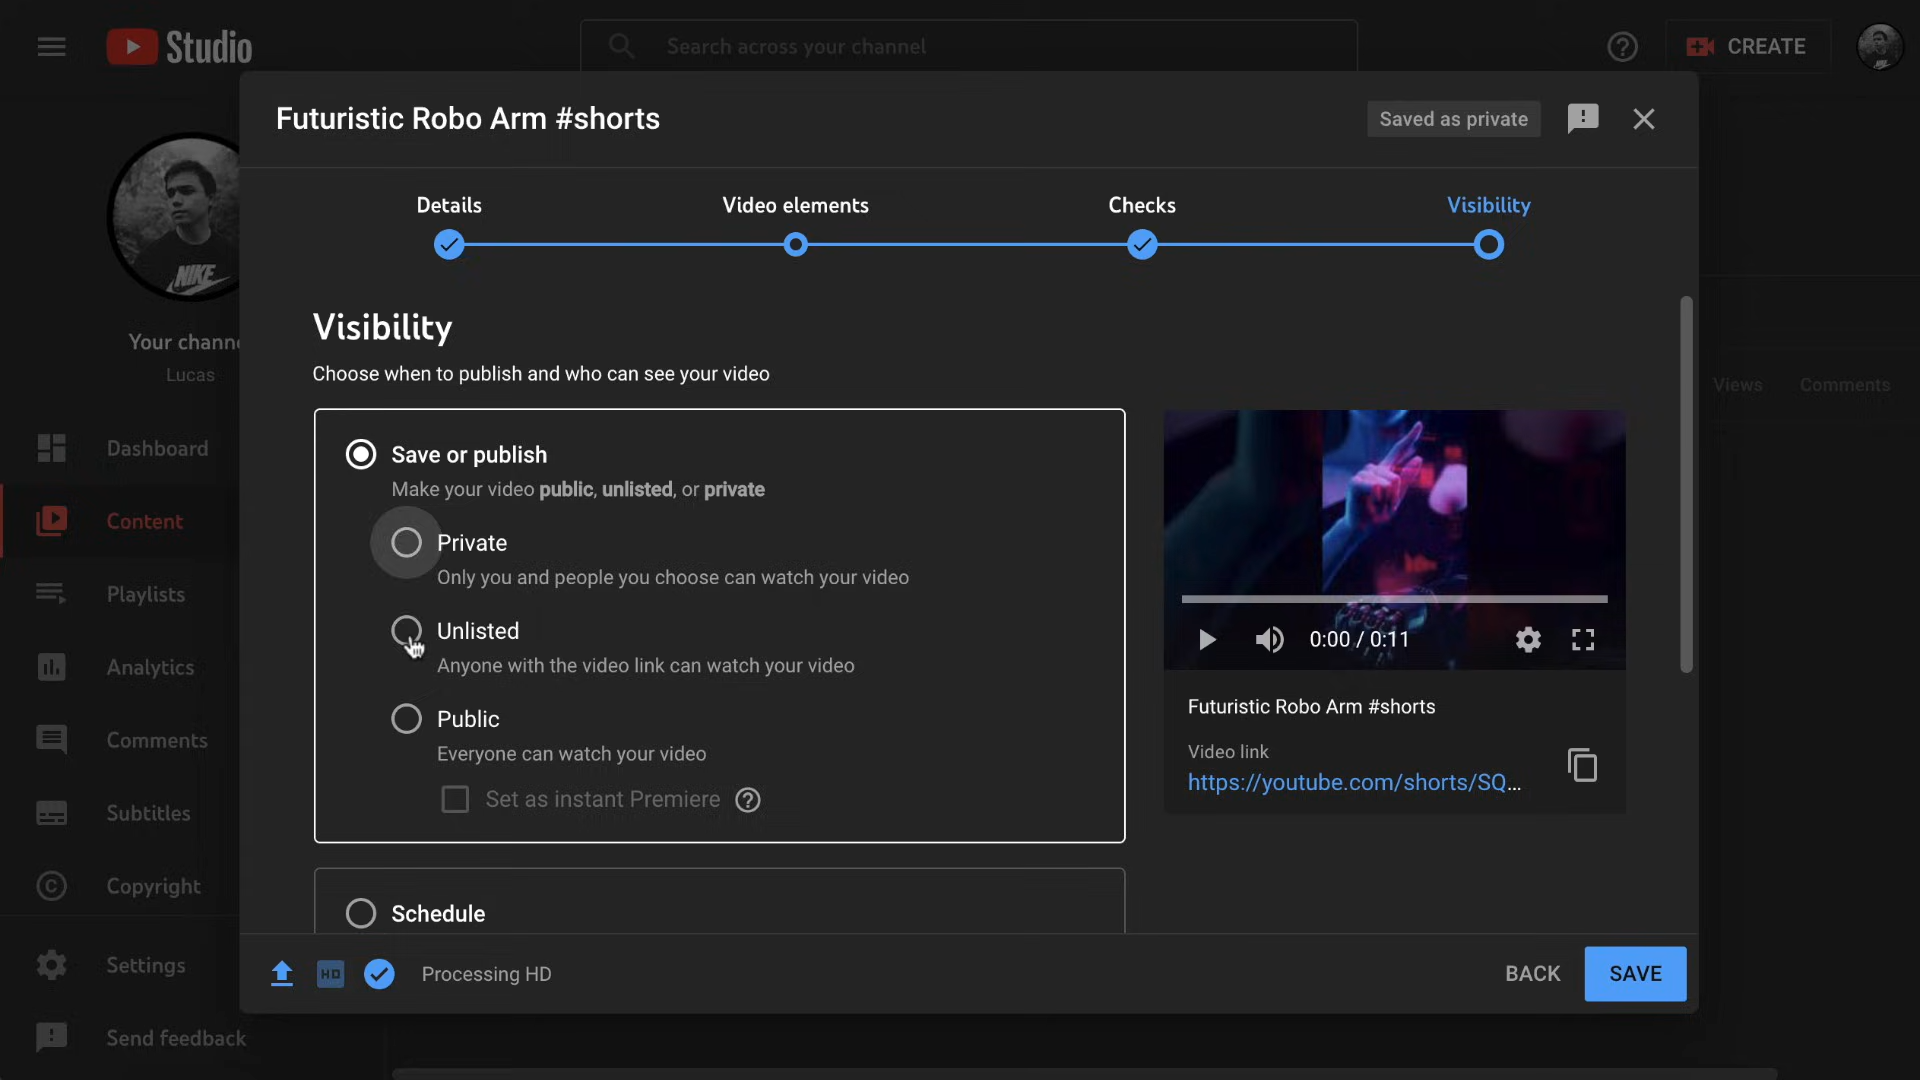 Studio
Search across your channel
CREATE
Futuristic Robo Arm #shorts
Saved as private
Details
Video elements
Checks
Visibility
Your chann
Lucas
NIKE
Visibility
Choose when to publish and who can see your video
Views
Comments
Save or publish
Make your video public, unlisted, or private
Private
Only you and people you choose can watch your video
Unlisted
Anyone with the video link can watch your video
Public
Everyone can watch your video
Set as instant Premiere
Schedule
0:00 / 0:11
Futuristic Robo Arm #shorts
Video link
https://youtube.com/shorts/SQ...
Dashboard
Content
Playlists
Analytics
Comments
Subtitles
Copyright
Settings
Send feedback
HD
Processing HD
BACK
SAVE